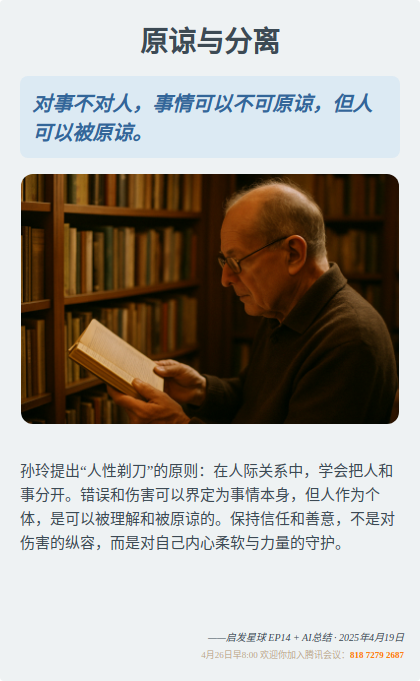 原谅与分离
对事不对人，事情可以不可原谅，但人
可以被原谅。
孙玲提出“人性剃刀”的原则：在人际关系中，学会把人和
事分开。错误和伤害可以界定为事情本身，但人作为个
体，是可以被理解和被原谅的。保持信任和善意，不是对
伤害的纵容，而是对自己内心柔软与力量的守护。
——启发星球 EP14 + AI总结 · 2025年4月19日
4月26日早8:00 欢迎你加入腾讯会议：818 7279 2687